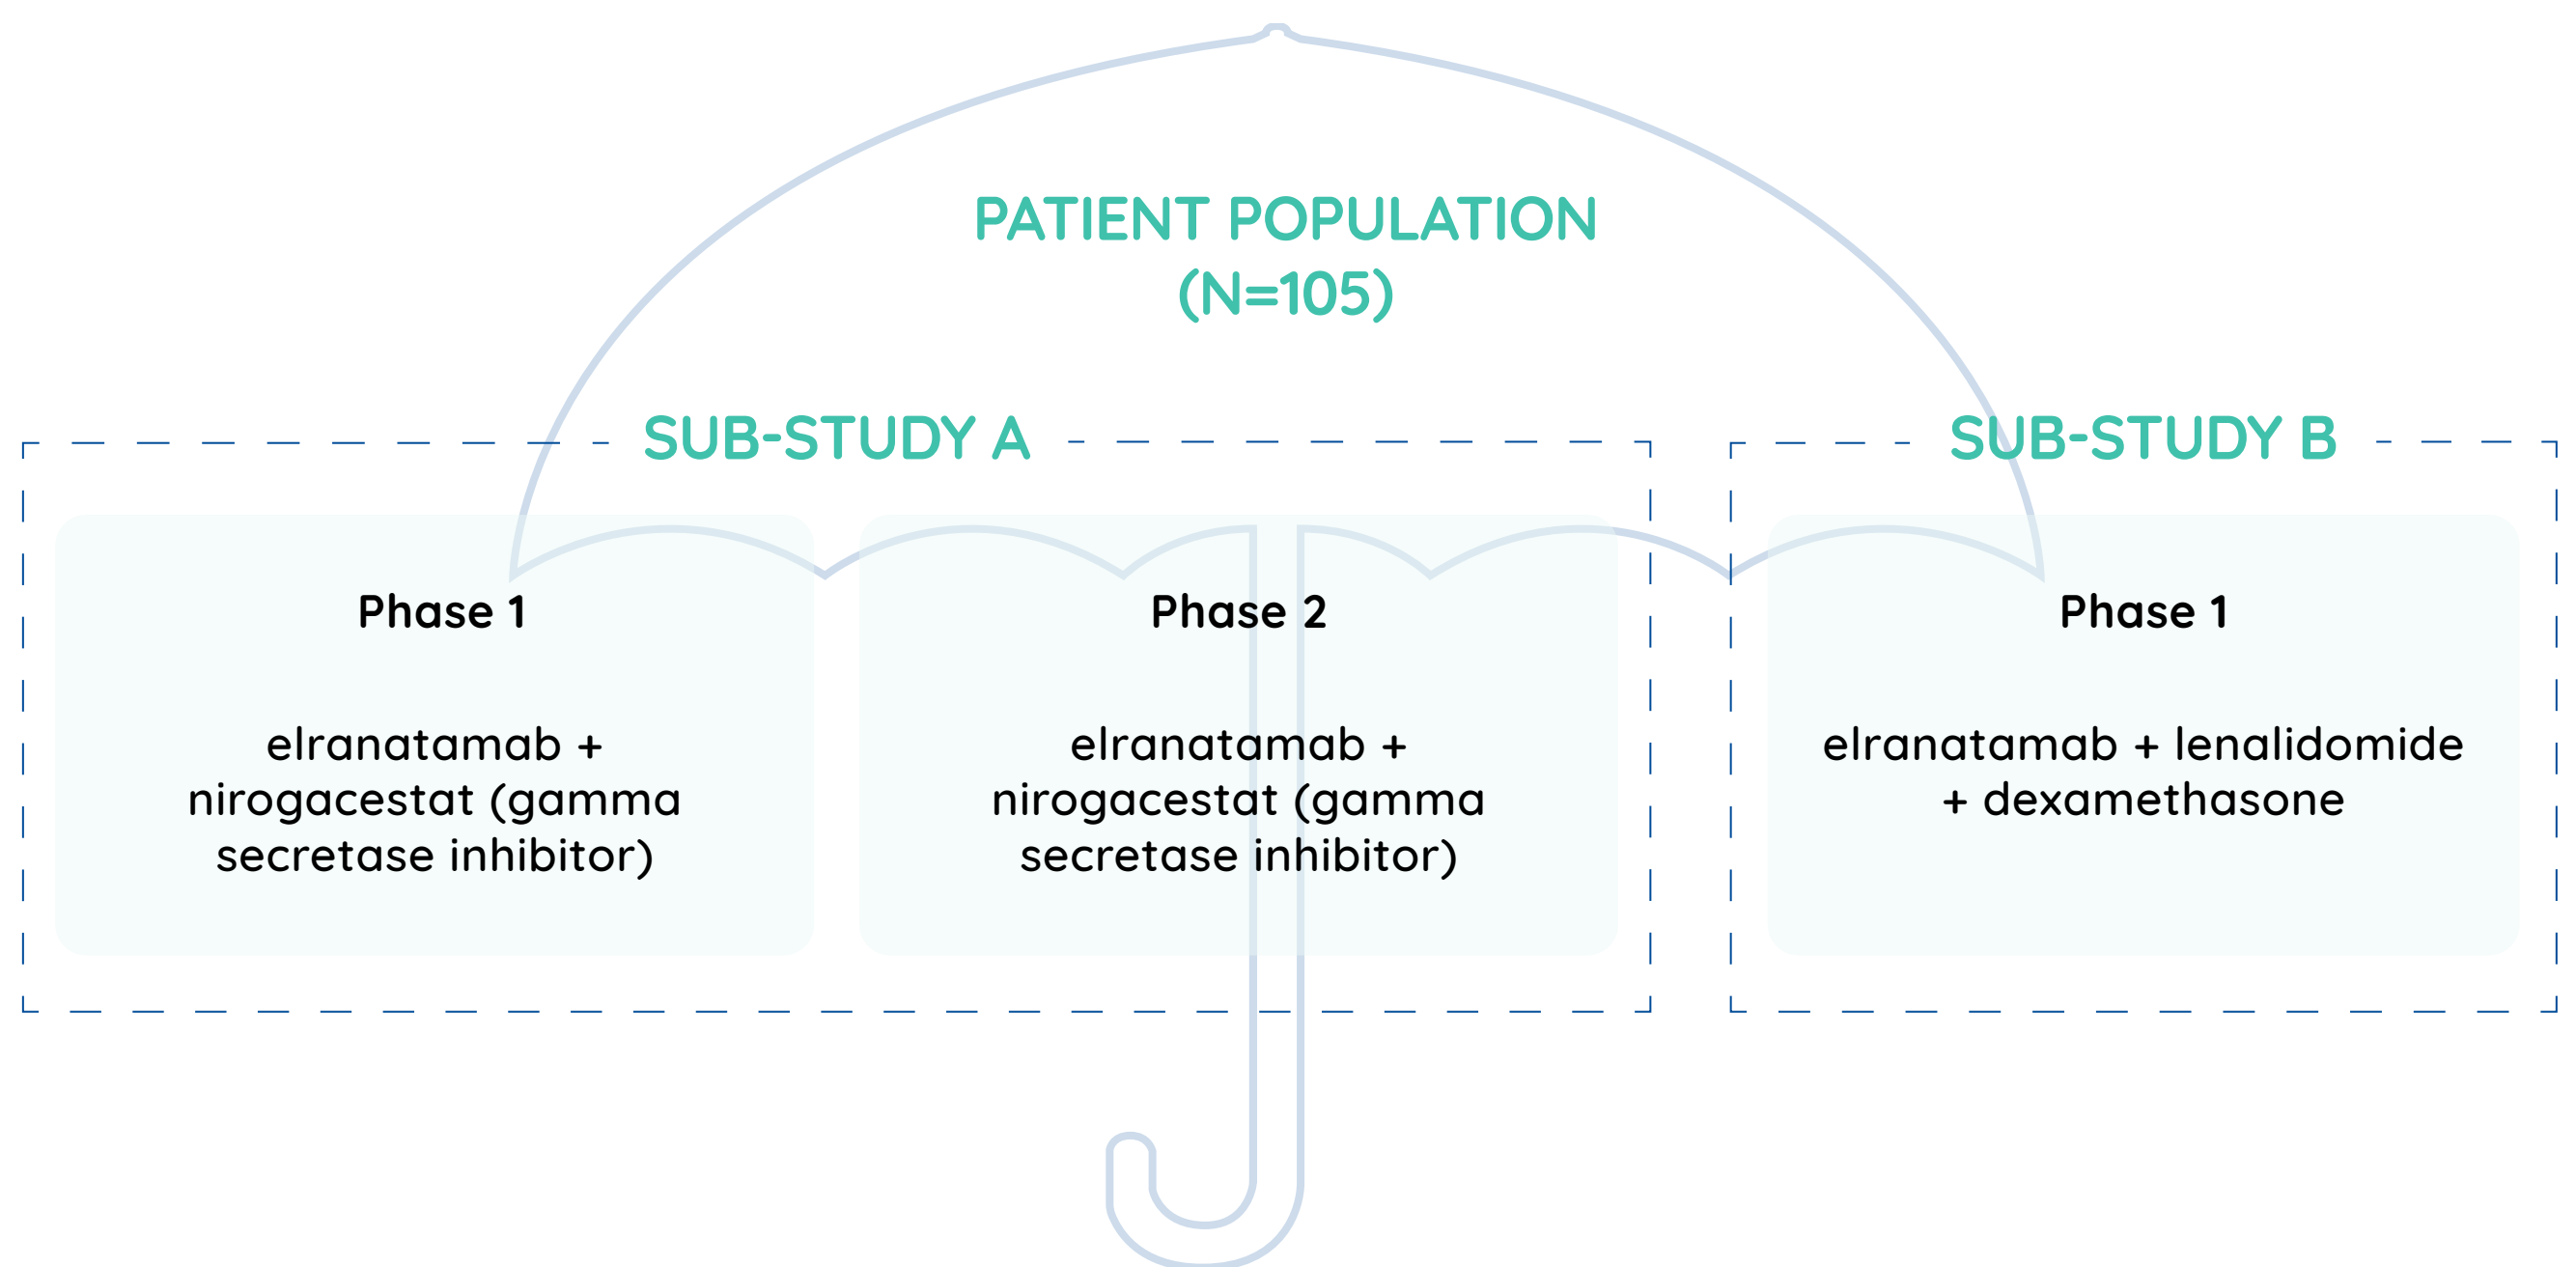 PATIENT POPULATION
(N=105)
SUB-STUDY A
Phase 1
elranatamab +
nirogacestat (gamma
secretase inhibitor)
Phase 2
elranatamab +
nirogacestat (gamma
secretase inhibitor)
SUB-STUDY B
Phase 1
elranatamab + lenalidomide
+ dexamethasone